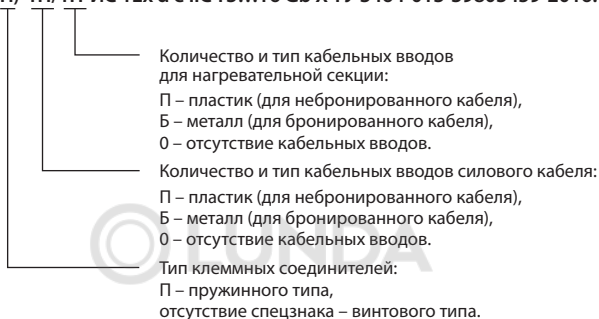 Количество и тип кабельных вводов
для нагревательной секции:
П – пластик (для небронированного кабеля),
Б – металл (для бронированного кабеля),
0 – отсутствие кабельных вводов.
Количество и тип кабельных вводов силового кабеля:
П – пластик (для небронированного кабеля),
Б – металл (для бронированного кабеля),
0 – отсутствие кабельных вводов.
LUNDA
Тип клеммных соединителей:
П – пружинного типа,
отсутствие спецзнака – винтового типа.